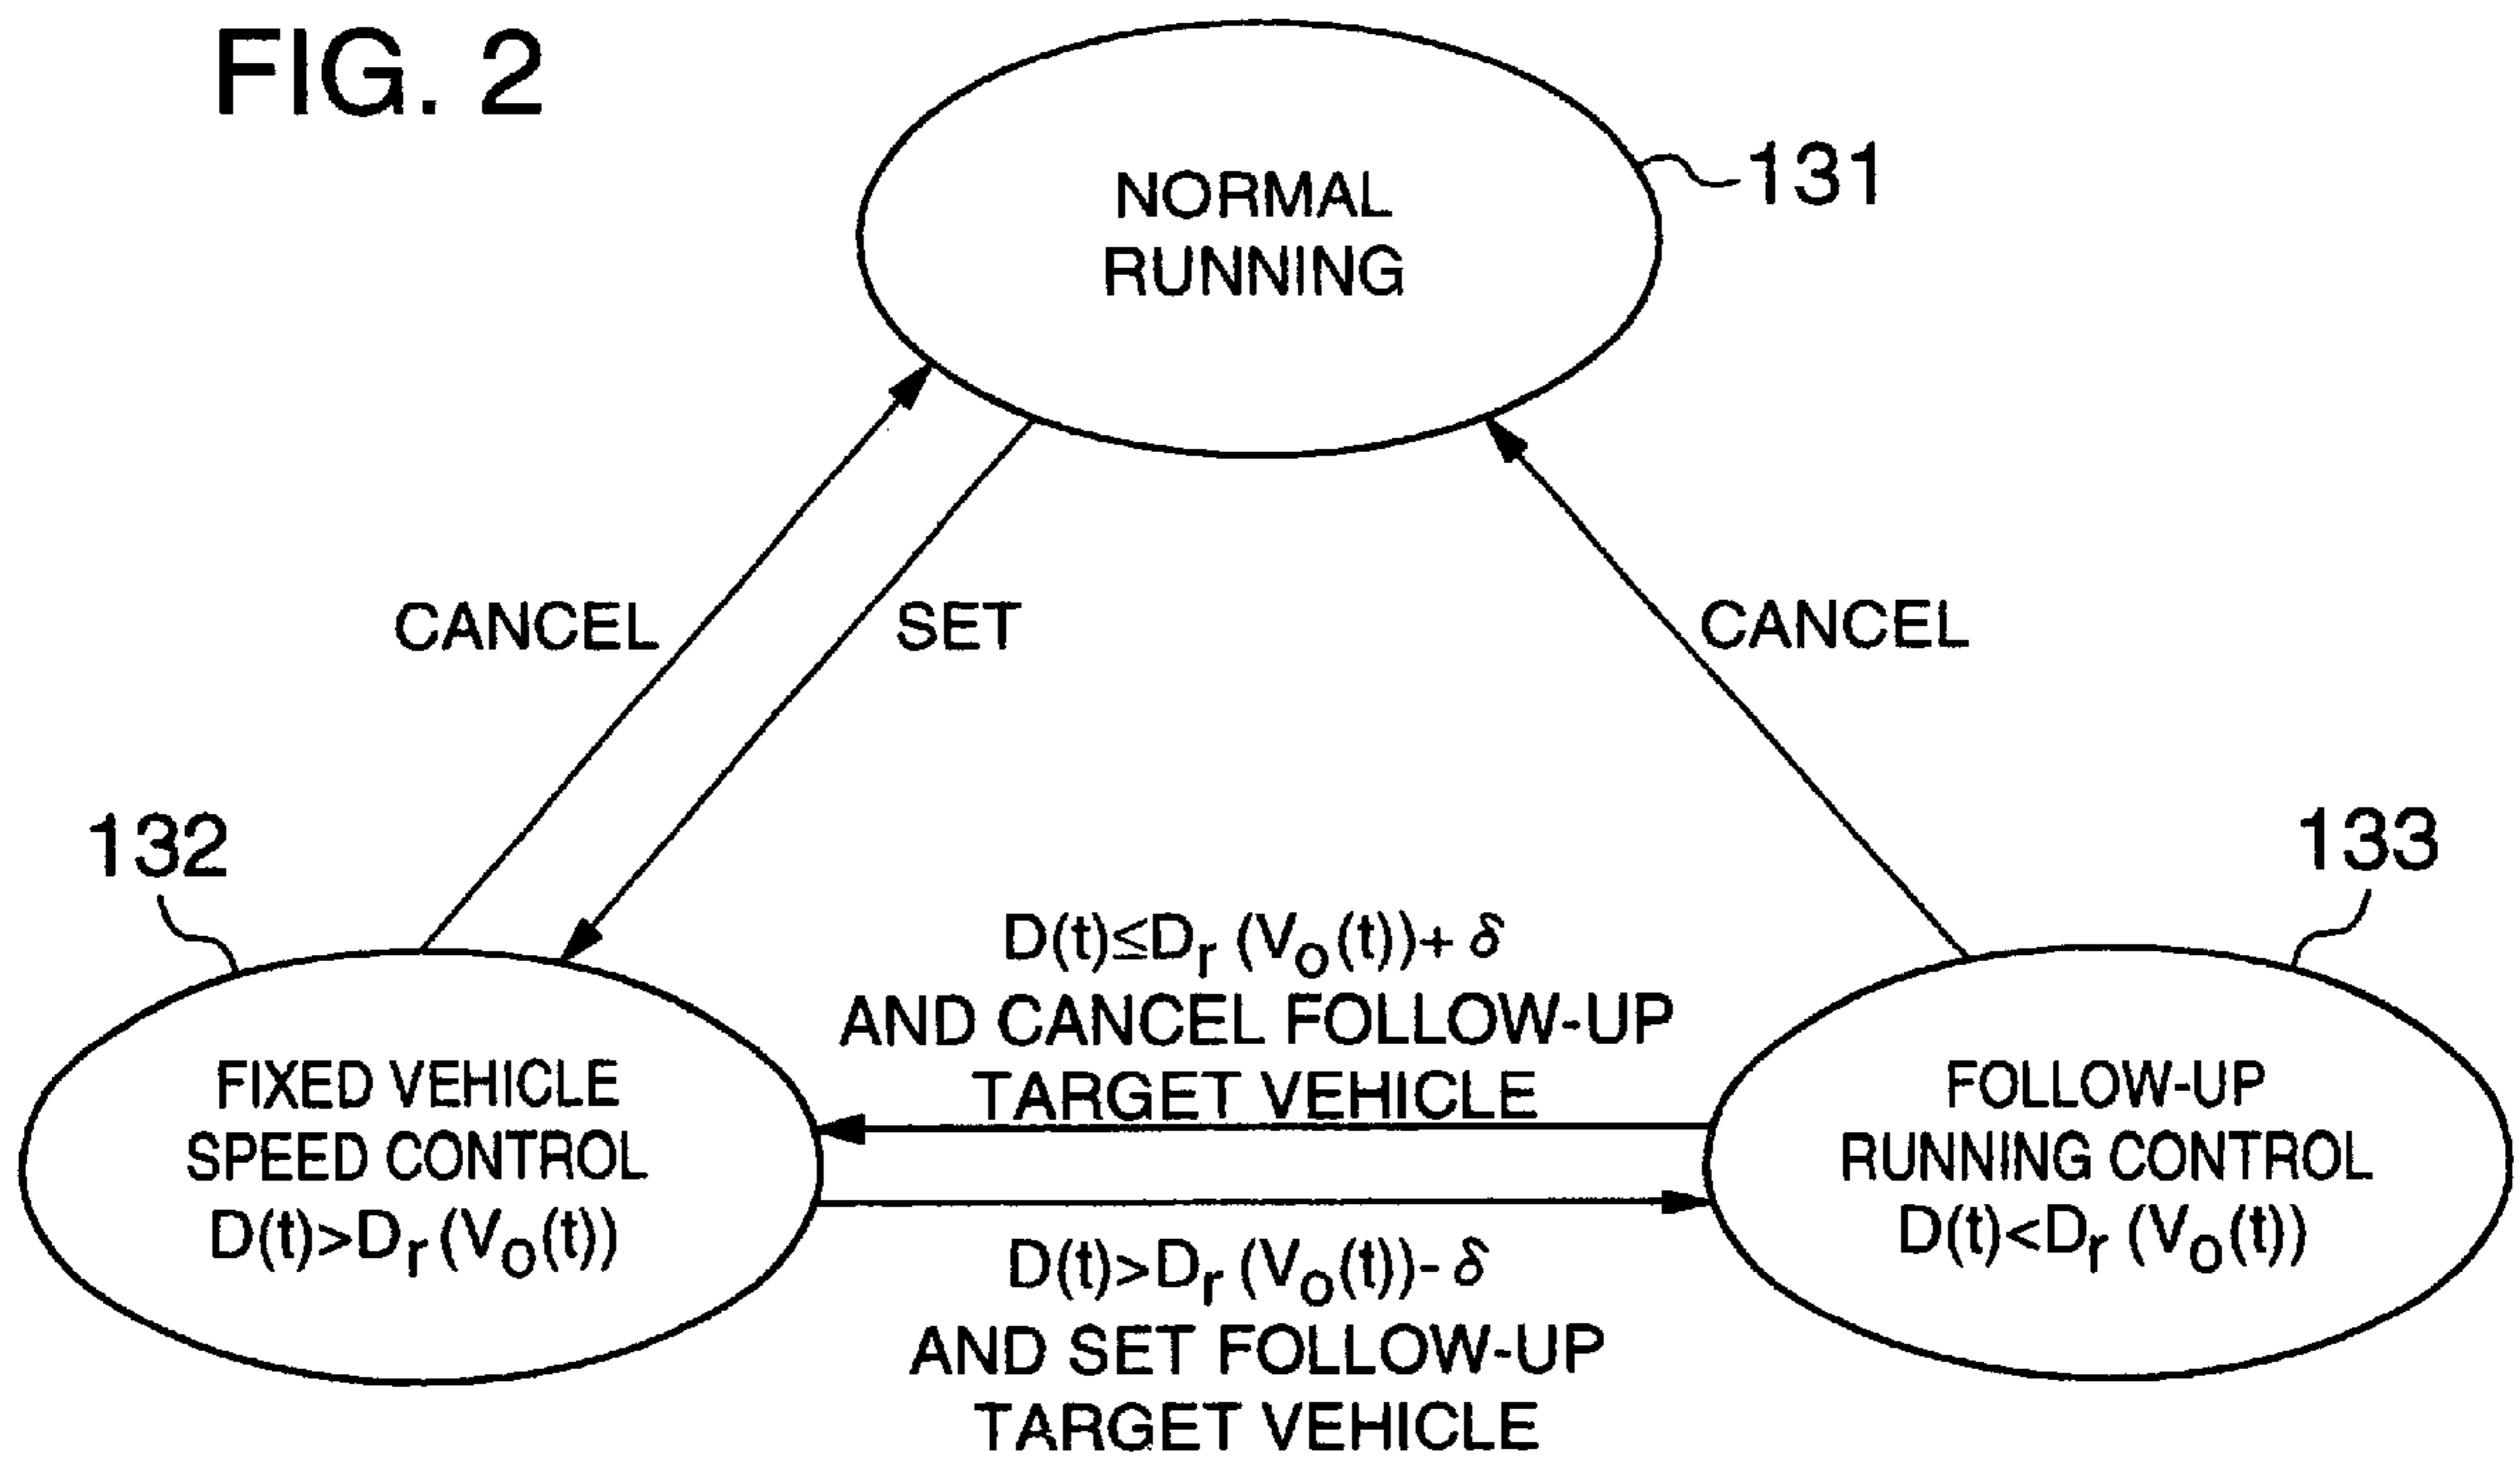 FIG. 2
NORMAL
RUNNING
131
CANCEL
SET
CANCEL
132
133
D(t)≤Dr (Vo(t))+ δ
AND CANCEL FOLLOW-UP
TARGET VEHICLE
FIXED VEHICLE
SPEED CONTROL
D(t)>Dr (Vo(t))
FOLLOW-UP
RUNNING CONTROL
D(t)<Dr (Vo(t))
D(t)>Dr (Vo(t))- δ
AND SET FOLLOW-UP
TARGET VEHICLE